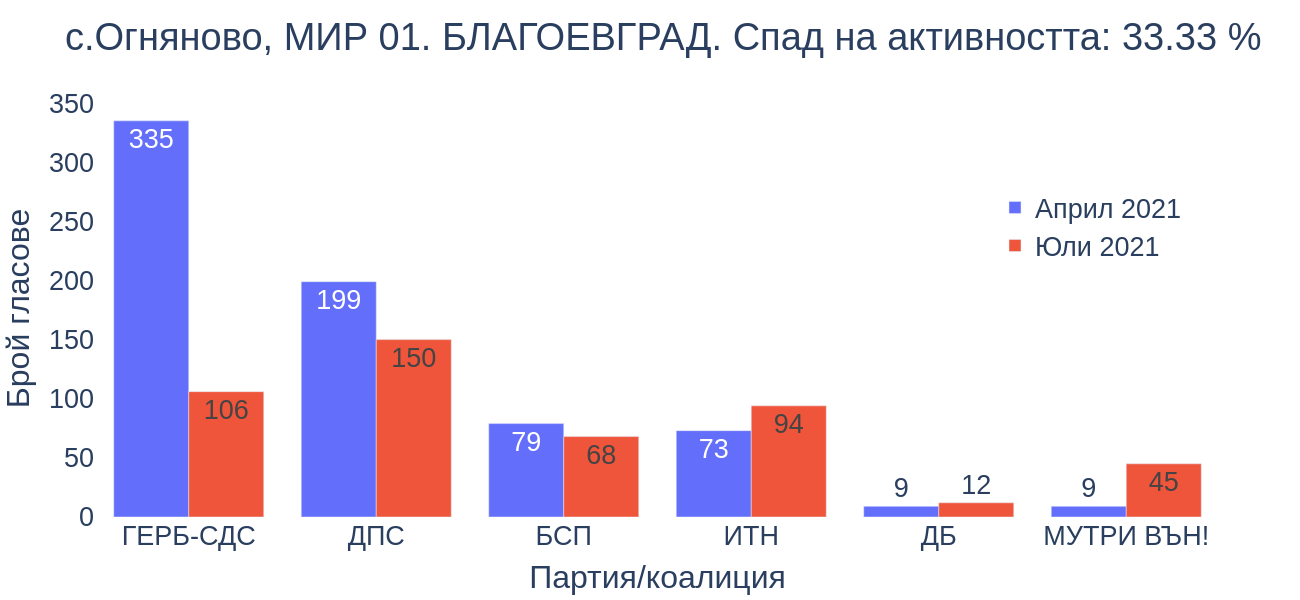 с.Огняново, МИР 01. БЛАГОЕВГРАД. Спад на активността: 33.33 %
Брой гласове
350
300
250
200
150
100
50
0
335
106
199
150
79
68
73
94
9
12
9
45
Април 2021
Юли 2021
ГЕРБ-СДС
ДПС
БСП
ИТН
ДБ
МУТРИ ВЪН!
Партия/коалиция